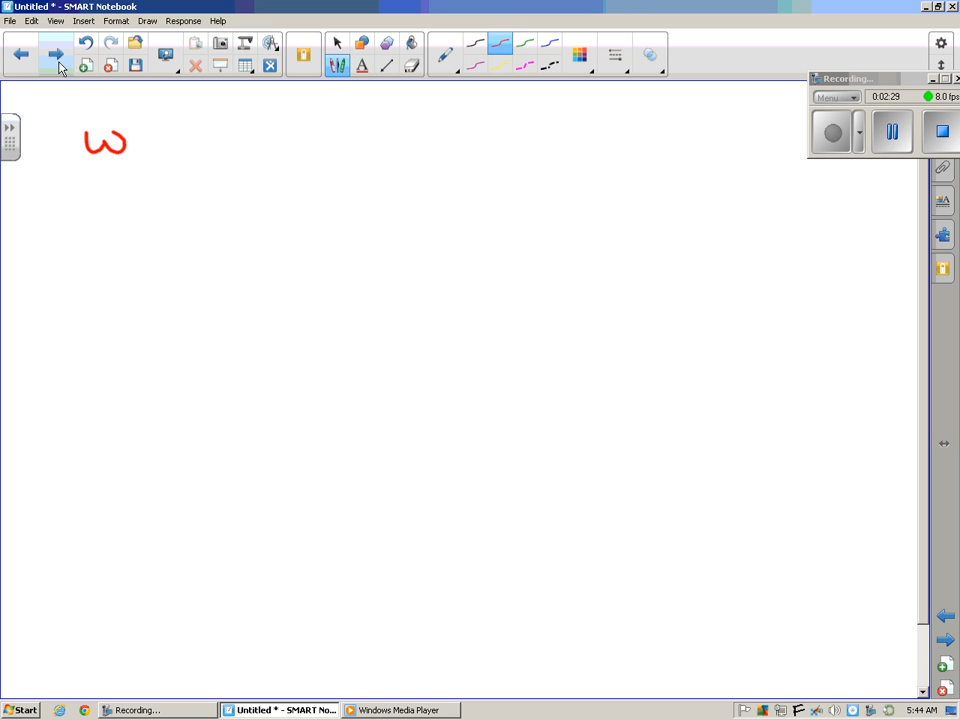 Untitled * - SMART Notebook
File Edit View Insert Format Draw Response Help
Recording...
Menu 0:02:29 8.0 fps
ω
Start Recording... Untitled * - SMART No... Windows Media Player 5:44 AM